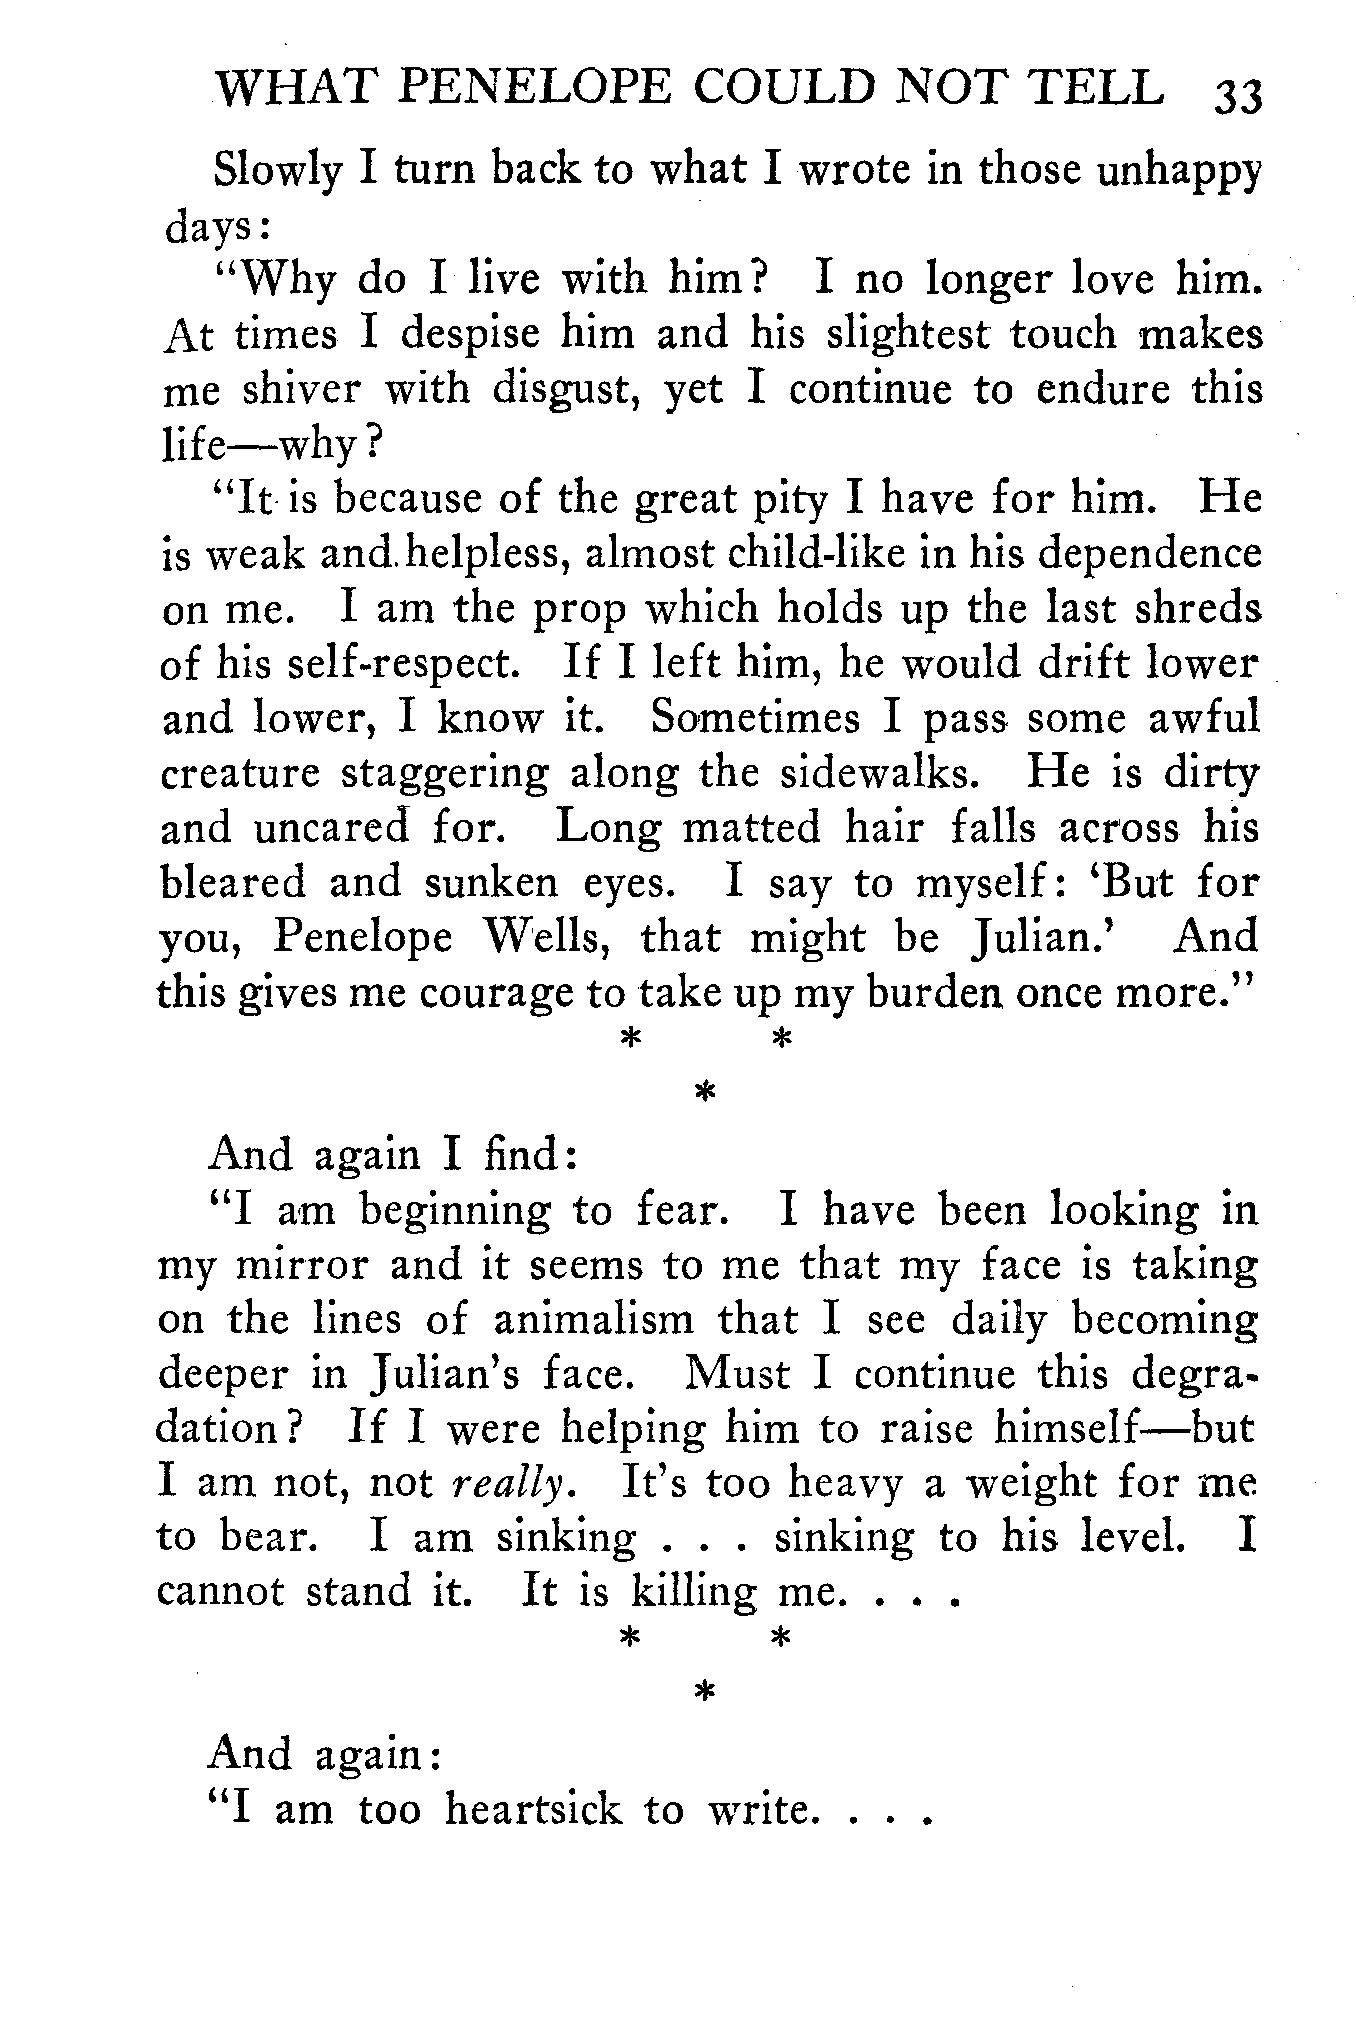 WHAT PENELOPE COULD NOT TELL 33
Slowly I turn back to what I wrote in those unhappy
days:
"Why do I live with him? I no longer love him.
At times I despise him and his slightest touch makes
me shiver with disgust, yet I continue to endure this
life—why?
"It is because of the great pity I have for him. He
is weak and helpless, almost child-like in his dependence
on me. I am the prop which holds up the last shreds
of his self-respect. If I left him, he would drift lower
and lower, I know it. Sometimes I pass some awful
creature staggering along the sidewalks. He is dirty
and uncared for. Long matted hair falls across his
bleared and sunken eyes. I say to myself: 'But for
you, Penelope Wells, that might be Julian.' And
this gives me courage to take up my burden once more."
* *
*
And again I find:
"I am beginning to fear. I have been looking in
my mirror and it seems to me that my face is taking
on the lines of animalism that I see daily becoming
deeper in Julian's face. Must I continue this degra-
dation? If I were helping him to raise himself—but
I am not, not really. It's too heavy a weight for me
to bear. I am sinking . . . sinking to his level. I
cannot stand it. It is killing me. . . .
* *
*
And again:
"I am too heartsick to write. . . .